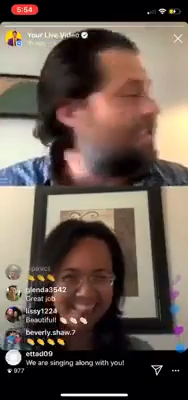 5:54
Your Live Video
glenda3542
Great job
lissy1224
Beautiful!
beverly.shaw.7
ettad09
We are singing along with you!
977